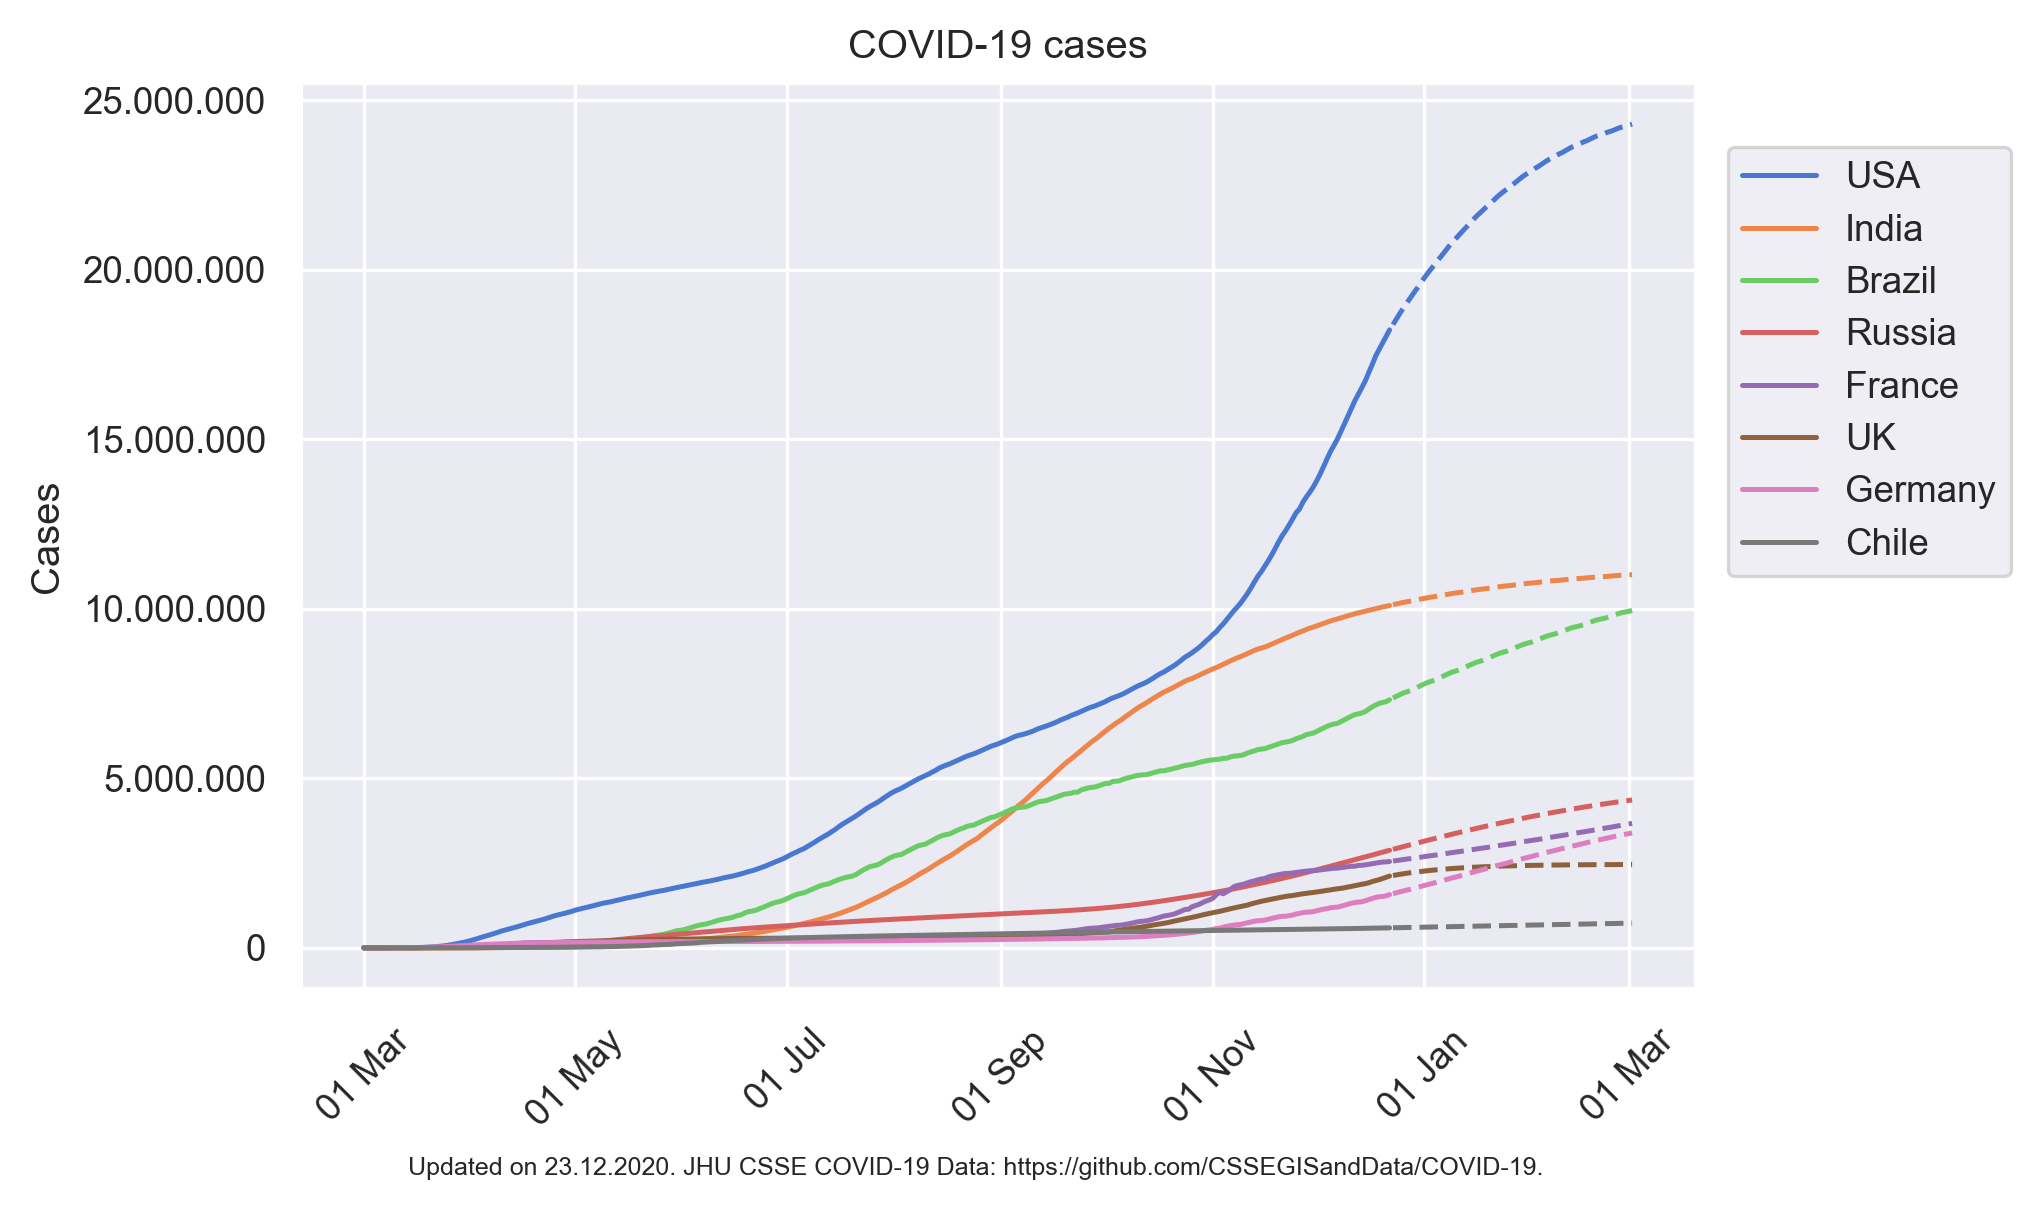 COVID-19 cases
25.000.000
20.000.000
15.000.000
10.000.000
5.000.000
0
Cases
USA
India
Brazil
Russia
France
UK
Germany
Chile
01 Mar
01 May
01 Jul
01 Sep
01 Nov
01 Jan
01 Mar
Updated on 23.12.2020. JHU CSSE COVID-19 Data: https://github.com/CSSEGISandData/COVID-19.